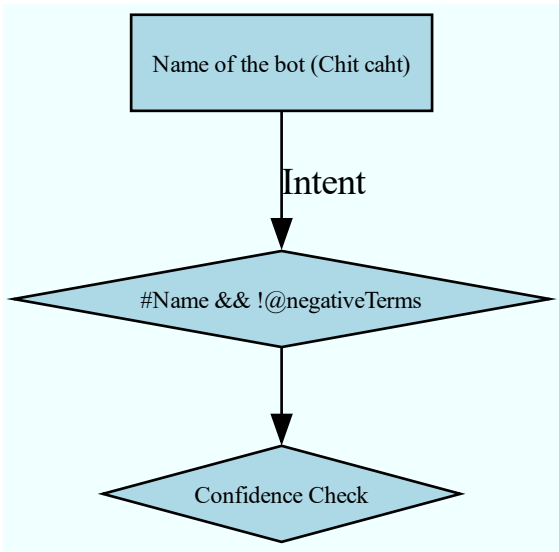 Name of the bot (Chit caht)
Intent
#Name && !@negativeTerms
Confidence Check